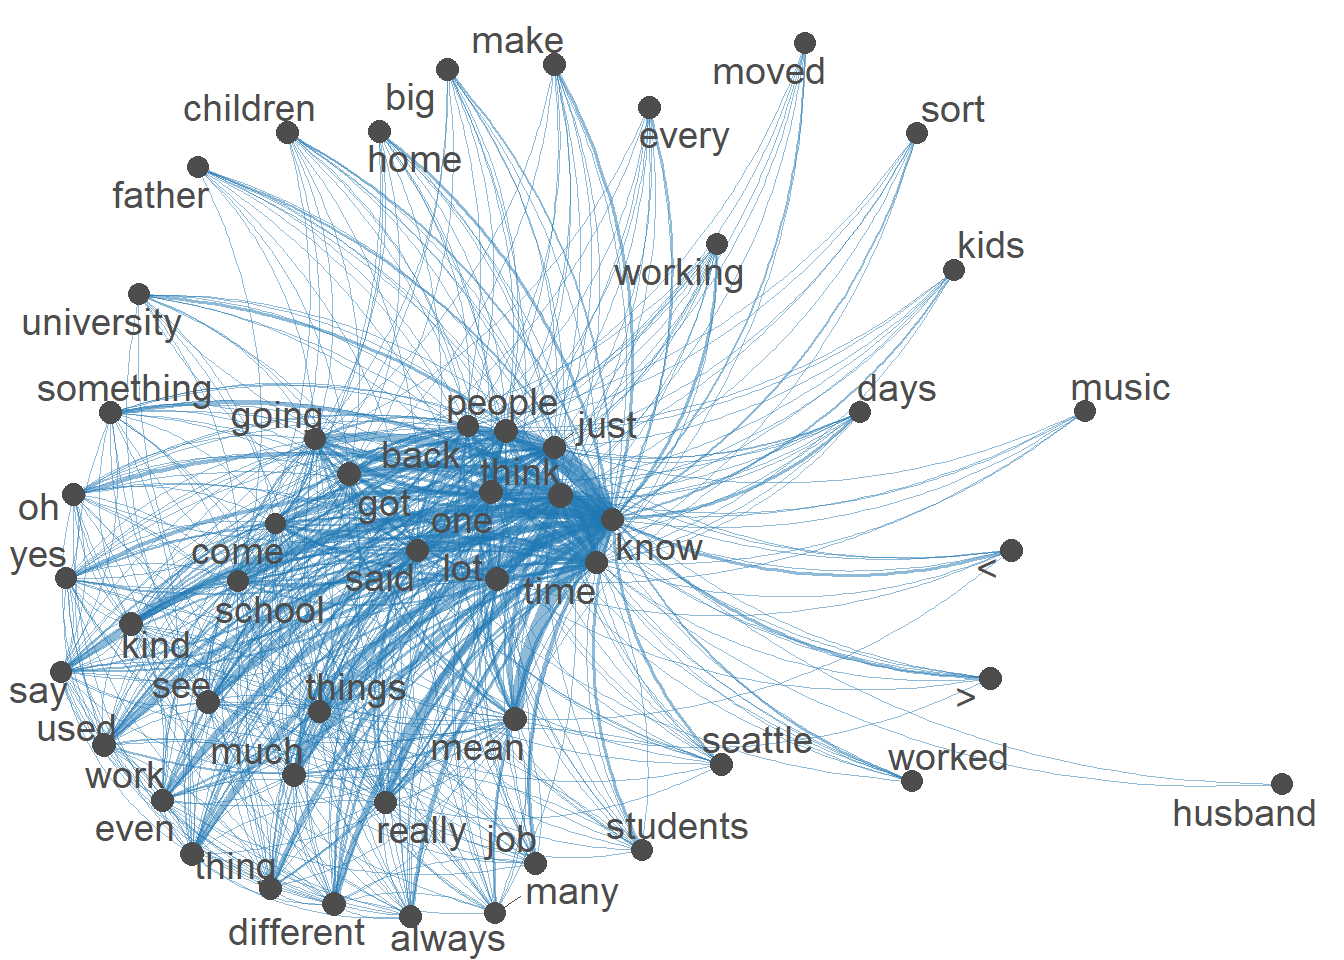 make
moved
big
children
sort
every
home
father
kids
working
university
something
days
music
people
going
just
back
think
got
oh
one
know
yes
come
<
said
lot
time
school
kind
say
see
things
>
used
much
mean
seattle
work
worked
husband
even
really
students
job
thing
many
different
always